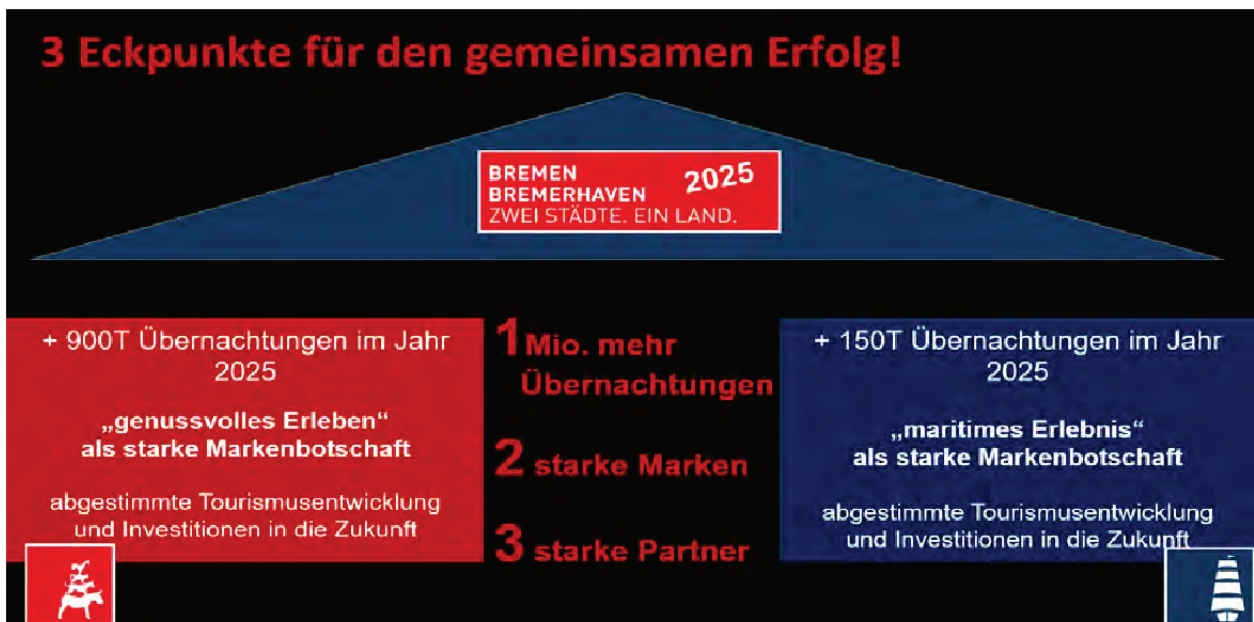 3 Eckpunkte für den gemeinsamen Erfolg!
BREMEN
BREMERHAVEN
2025
ZWEI STÄDTE. EIN LAND.
+ 900T Übernachtungen im Jahr
2025
„genussvolles Erleben“
als starke Markenbotschaft
abgestimmte Tourismusentwicklung
und Investitionen in die Zukunft
1 Mio. mehr
Übernachtungen
2 starke Marken
3 starke Partner
+ 150T Übernachtungen im Jahr
2025
„maritimes Erlebnis“
als starke Markenbotschaft
abgestimmte Tourismusentwicklung
und Investitionen in die Zukunft